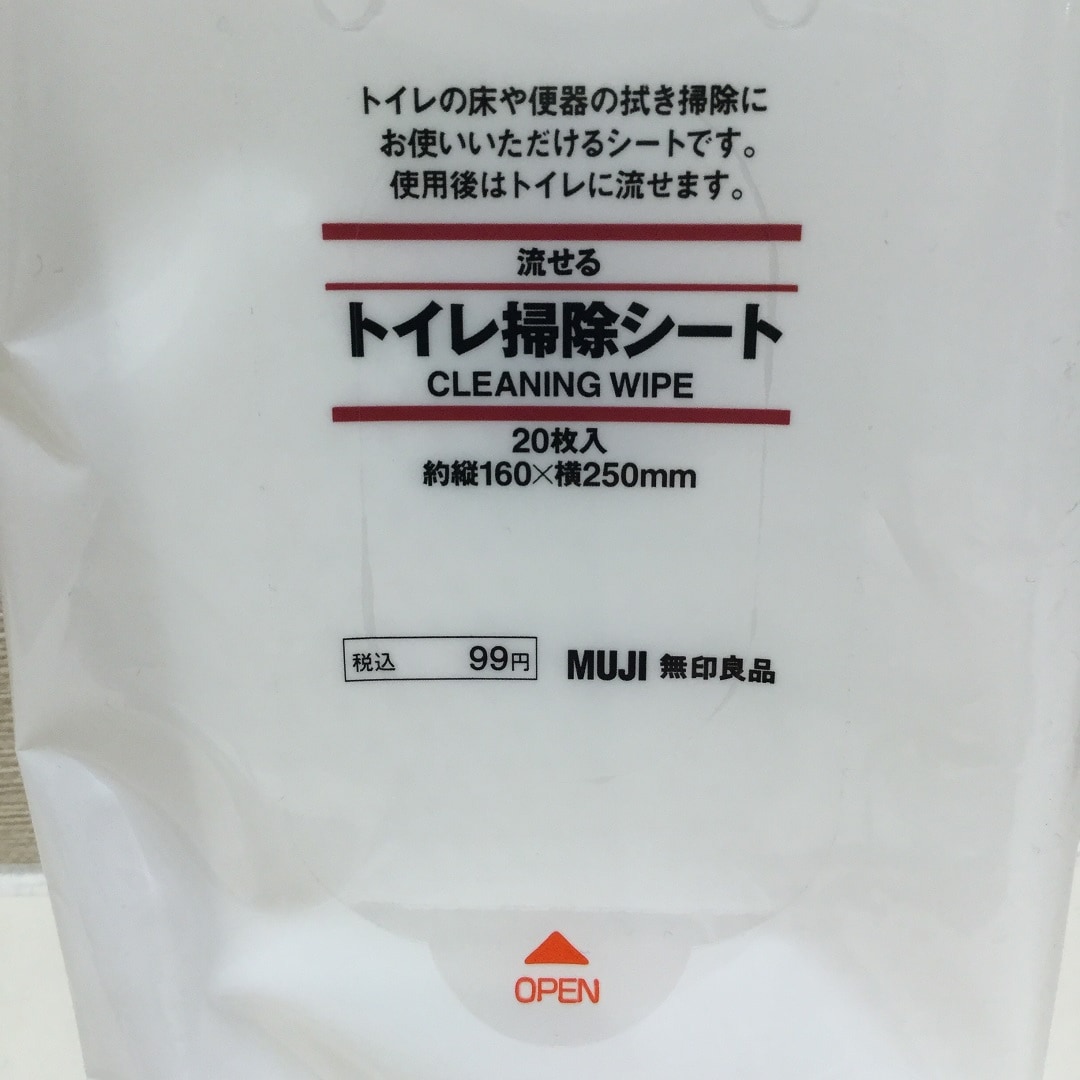 トイレの床や便器の拭き掃除に
お使いいただけるシートです。
使用後はトイレに流せます。
流せる
トイレ掃除シート
CLEANING WIPE
20枚入
約縦160×横250mm
税込 99円 MUJI 無印良品
OPEN